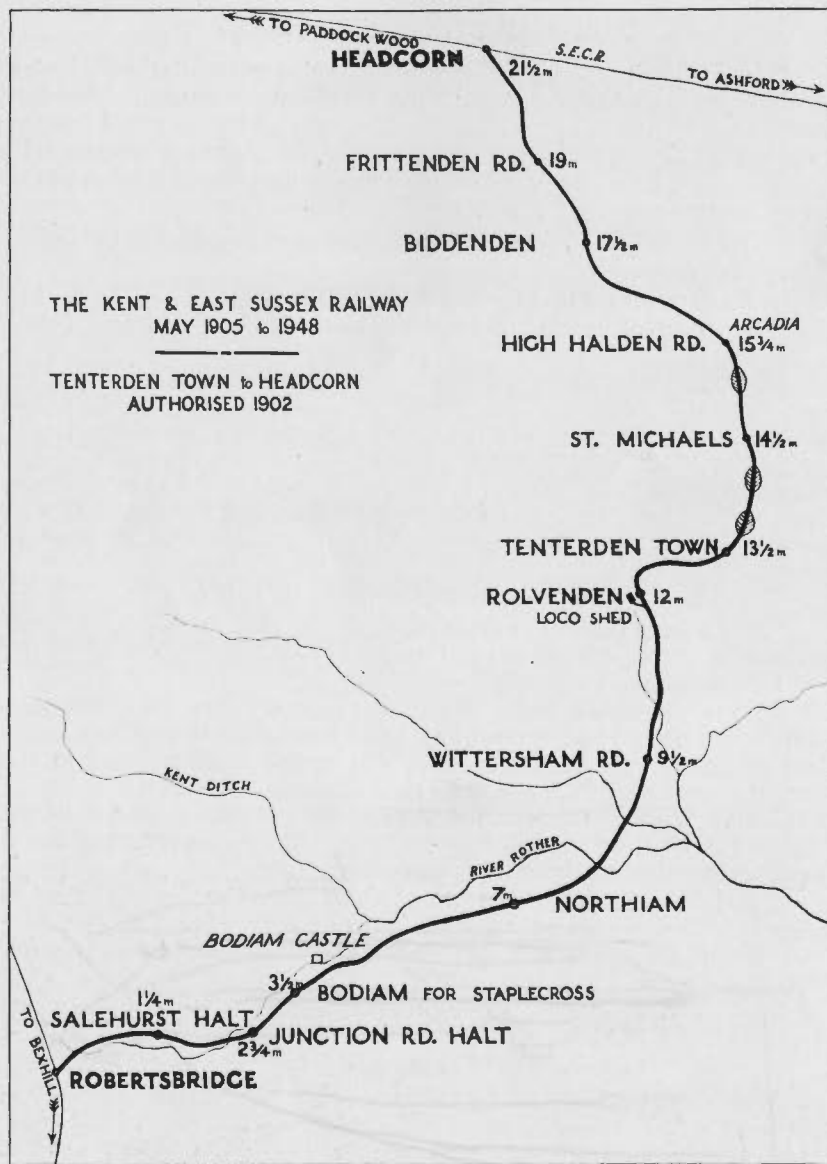 TO PADDOCK WOOD
HEADCORN
21½m
S.E.C.R.
TO ASHFORD
FRITTENDEN RD.
19m
BIDDENDEN
17½m
THE KENT & EAST SUSSEX RAILWAY
MAY 1905 to 1948
TENTERDEN TOWN to HEADCORN
AUTHORISED 1902
ARCADIA
HIGH HALDEN RD.
15¾m
ST. MICHAELS
14½m
TENTERDEN TOWN
13½m
ROLVENDEN
12m
LOCO SHED
WITTERSHAM RD.
9½m
KENT DITCH
RIVER ROTHER
7m
NORTHIAM
BODIAM CASTLE
3½m
BODIAM FOR STAPLECROSS
1¼m
SALEHURST HALT
JUNCTION RD. HALT
2¾m
TO BEXHILL
ROBERTSBRIDGE